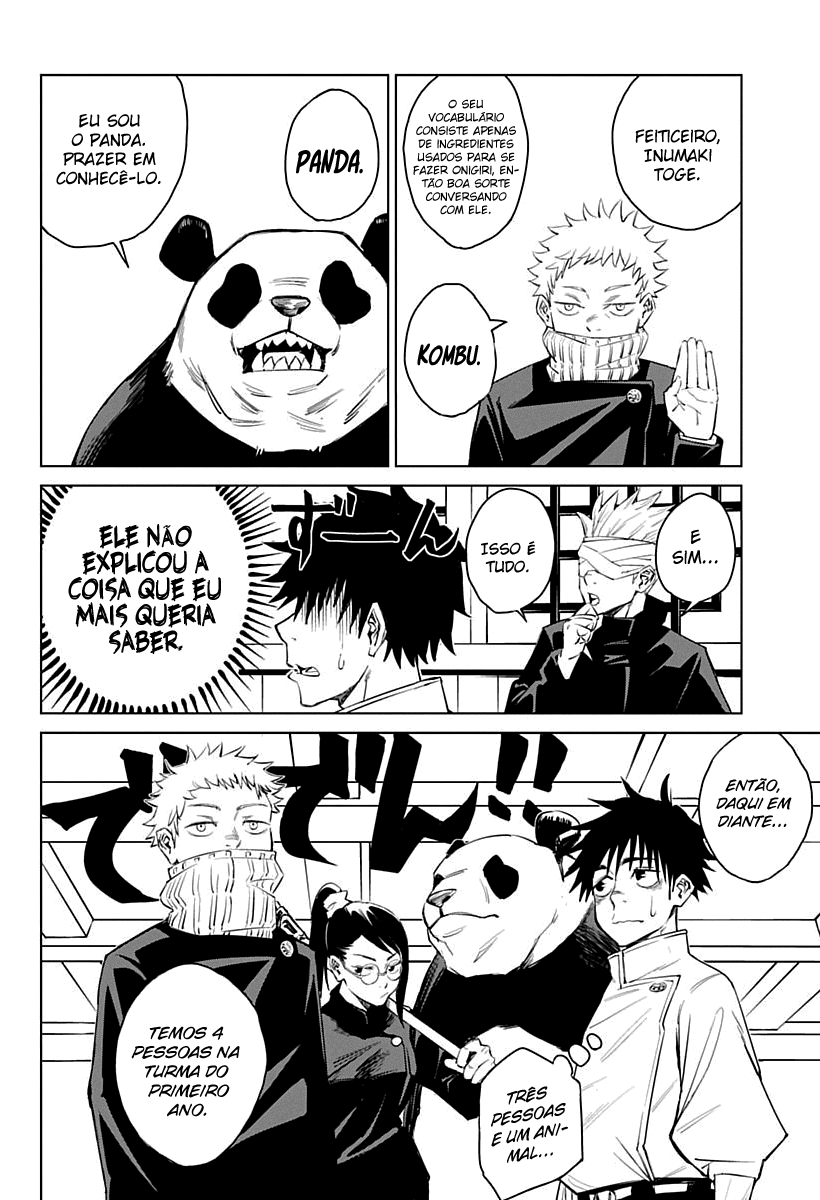 FEITICEIRO,
INUMAKI
TOGE.
O SEU
VOCABULÁRIO
CONSISTE APENAS
DE INGREDIENTES
USADOS PARA SE
FAZER ONIGIRI, EN-
TÃO BOA SORTE
CONVERSANDO
COM ELE.
KOMBU.
PANDA.
EU SOU
O PANDA.
PRAZER EM
CONHECÊ-LO.
E
SIM...
ISSO É
TUDO.
ずーん
ELE NÃO
EXPLICOU A
COISA QUE EU
MAIS QUERIA
SABER.
ENTÃO,
DAQUI EM
DIANTE...
ででん!!
TRÊS
PESSOAS
E UM ANI-
MAL...
TEMOS 4
PESSOAS NA
TURMA DO
PRIMEIRO
ANO.